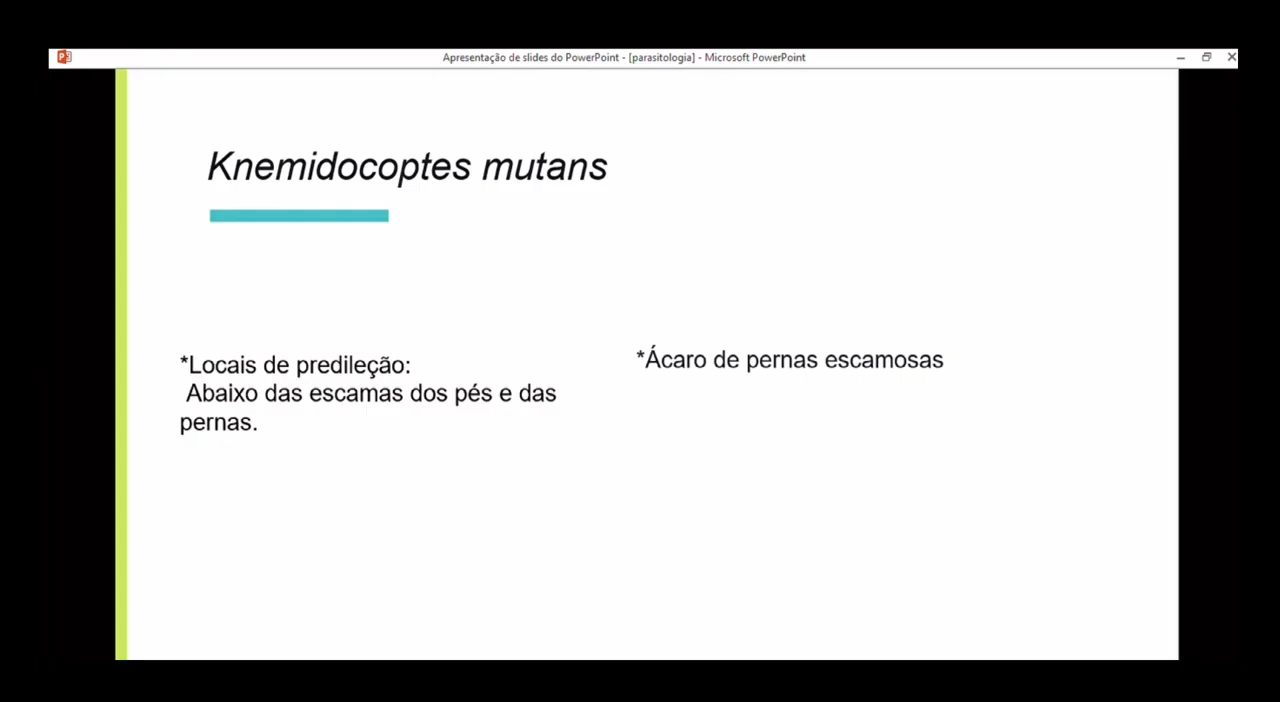 Apresentação de slides do PowerPoint - [parasitologia] - Microsoft PowerPoint
Knemidocoptes mutans
*Locais de predileção:
Abaixo das escamas dos pés e das
pernas.
*Ácaro de pernas escamosas